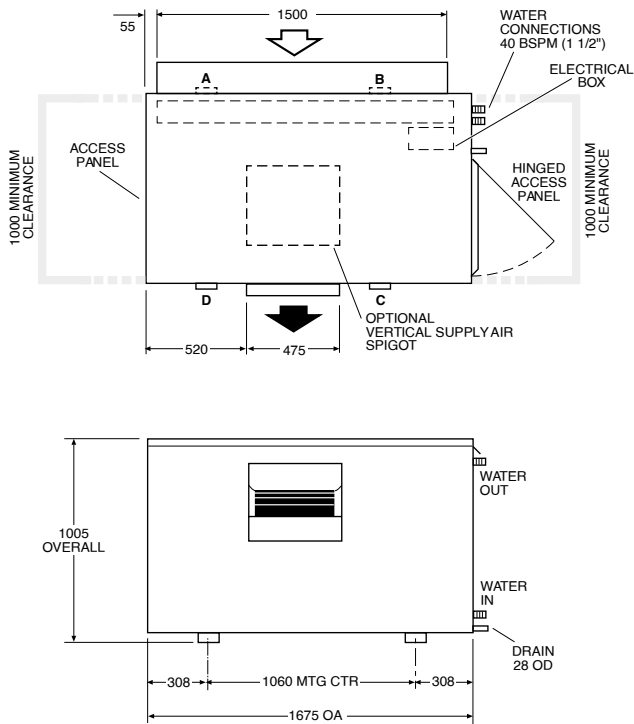 1500
55
WATER
CONNECTIONS
40 BSPM (1 1/2")
ELECTRICAL
BOX
A
B
ACCESS
PANEL
1000 MINIMUM
CLEARANCE
HINGED
ACCESS
PANEL
1000 MINIMUM
CLEARANCE
D
C
OPTIONAL
VERTICAL SUPPLY AIR
SPIGOT
520
475
1005
OVERALL
WATER
OUT
WATER
IN
DRAIN
28 OD
308
1060 MTG CTR
308
1675 OA